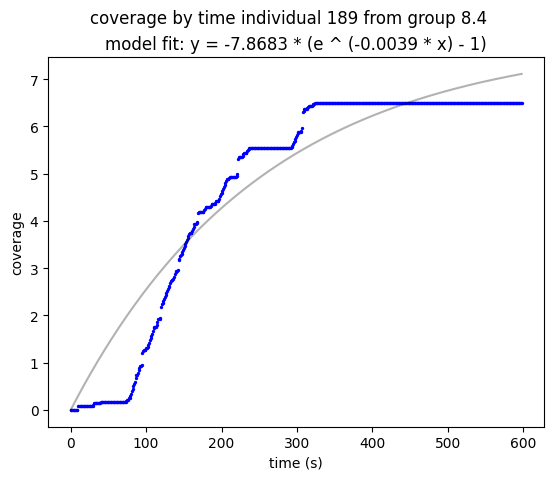 coverage by time individual 189 from group 8.4
model fit: y = -7.8683 * (e ^ (-0.0039 * x) - 1)
7
6
5
4
3
2
1
0
coverage
0 100 200 300 400 500 600
time (s)